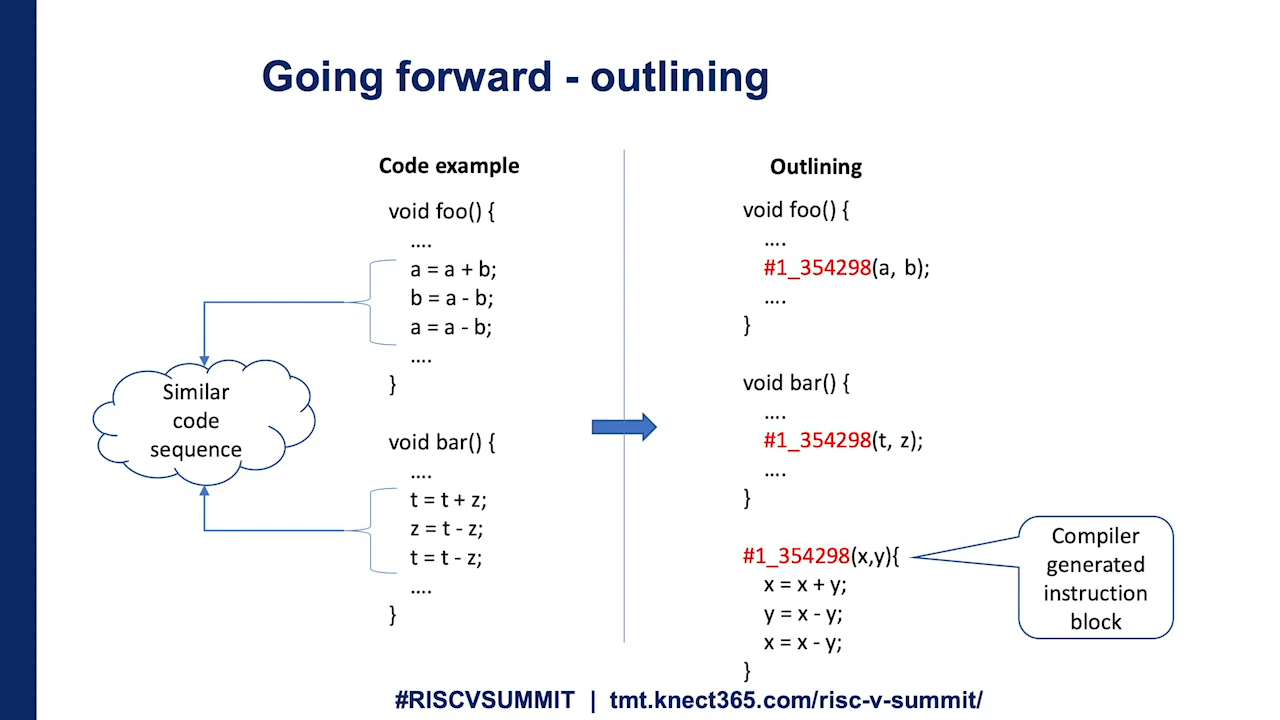 Going forward - outlining
Code example
void foo() {
....
a = a + b;
b = a - b;
a = a - b;
....
}
void bar() {
....
t = t + z;
z = t - z;
t = t - z;
....
}
Similar
code
sequence
Outlining
void foo() {
....
#1_354298(a, b);
....
}
void bar() {
....
#1_354298(t, z);
....
}
#1_354298(x,y){
x = x + y;
y = x - y;
x = x - y;
}
Compiler
generated
instruction
block
#RISCVSUMMIT | tmt.knect365.com/risc-v-summit/